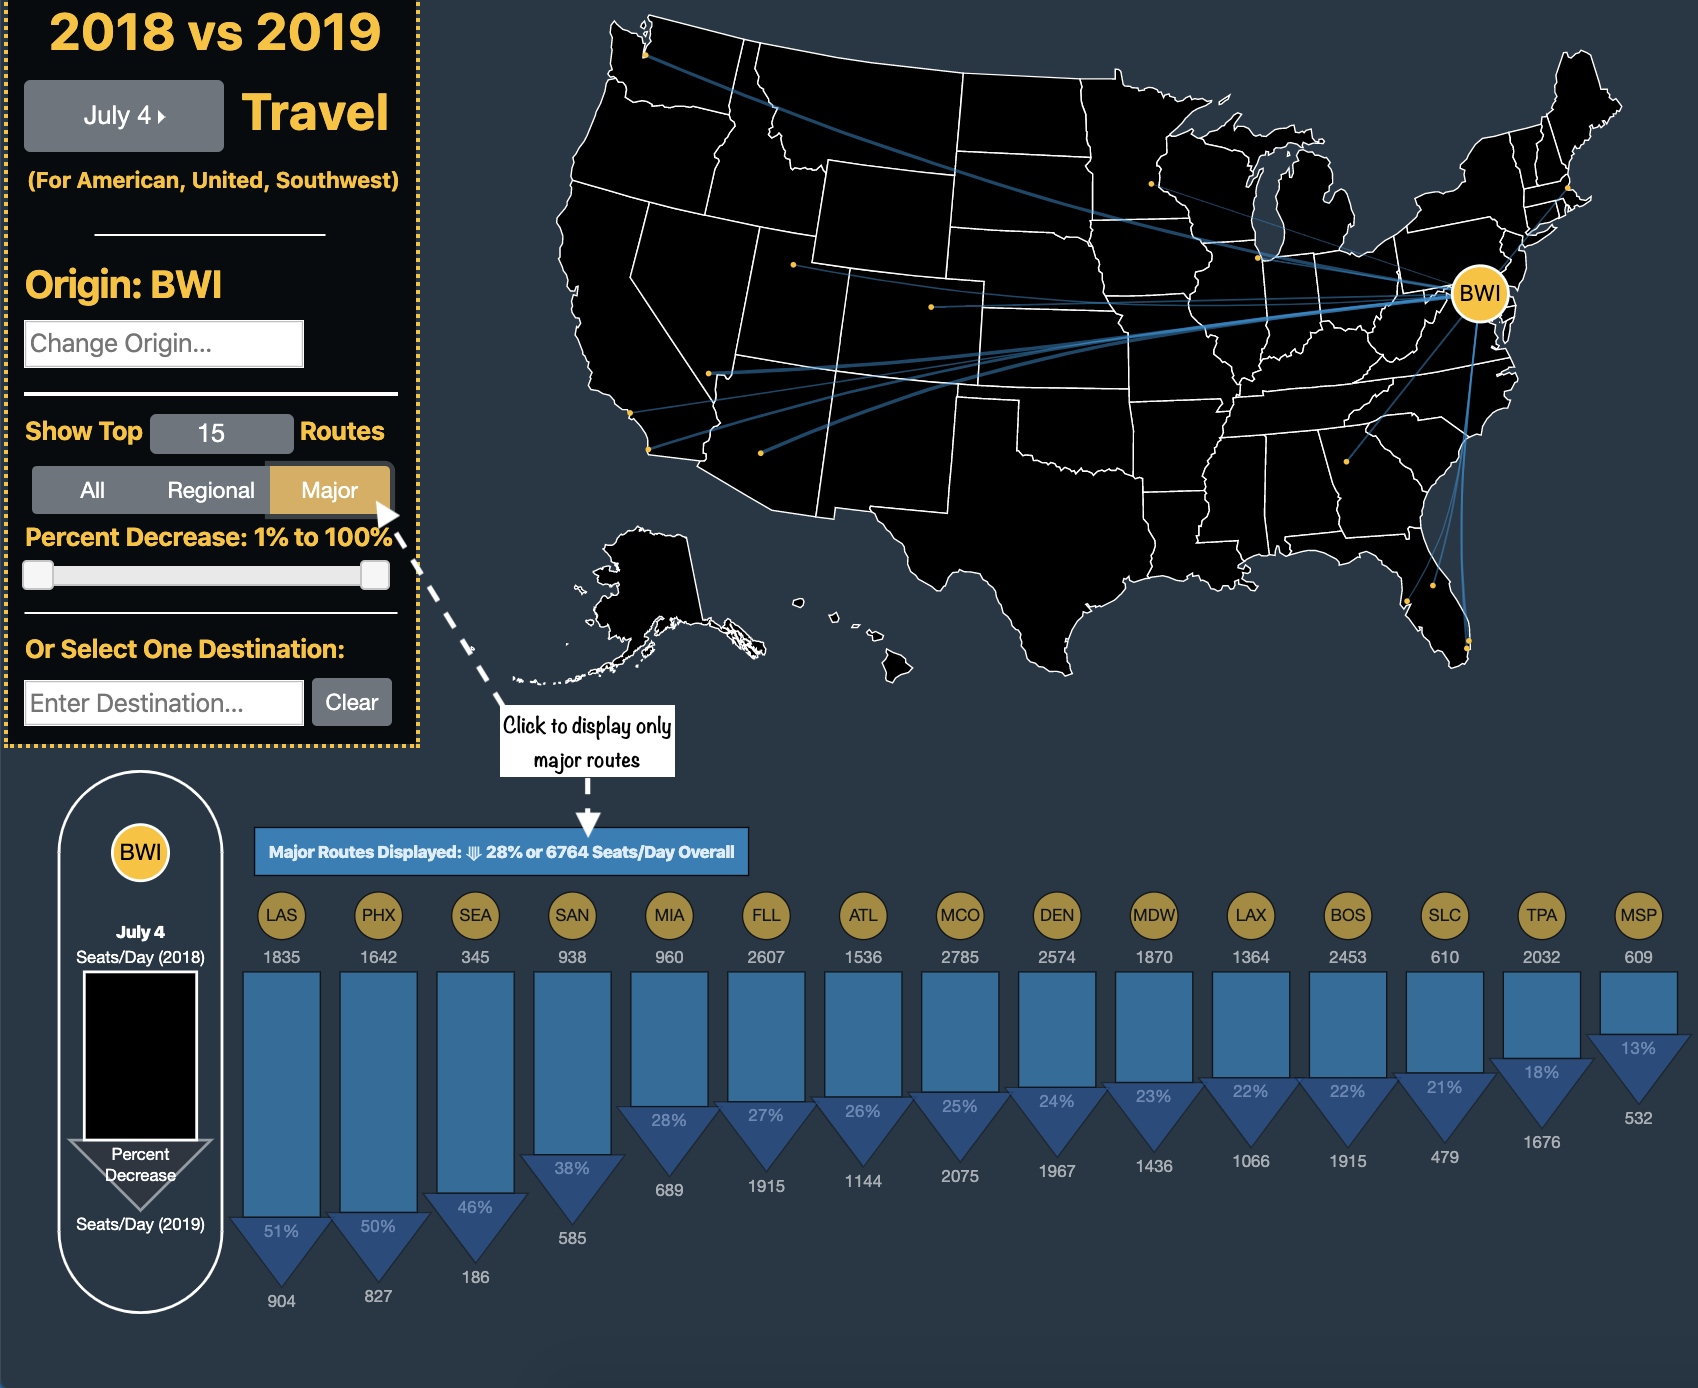 2018 vs 2019
July 4
Travel
(For American, United, Southwest)
Origin: BWI
Change Origin...
Show Top 15 Routes
All Regional Major
Percent Decrease: 1% to 100%
Or Select One Destination:
Enter Destination...
Clear
BWI
Click to display only
major routes
BWI
July 4
Seats/Day (2018)
Percent
Decrease
Seats/Day (2019)
Major Routes Displayed: ⤋ 28% or 6764 Seats/Day Overall
LAS PHX SEA SAN MIA FLL ATL MCO DEN MDW LAX BOS SLC TPA MSP
1835 1642 345 938 960 2607 1536 2785 2574 1870 1364 2453 610 2032 609
51% 50% 46% 38% 28% 27% 26% 25% 24% 23% 22% 22% 21% 18% 13%
904 827 186 585 689 1915 1144 2075 1967 1436 1066 1915 479 1676 532